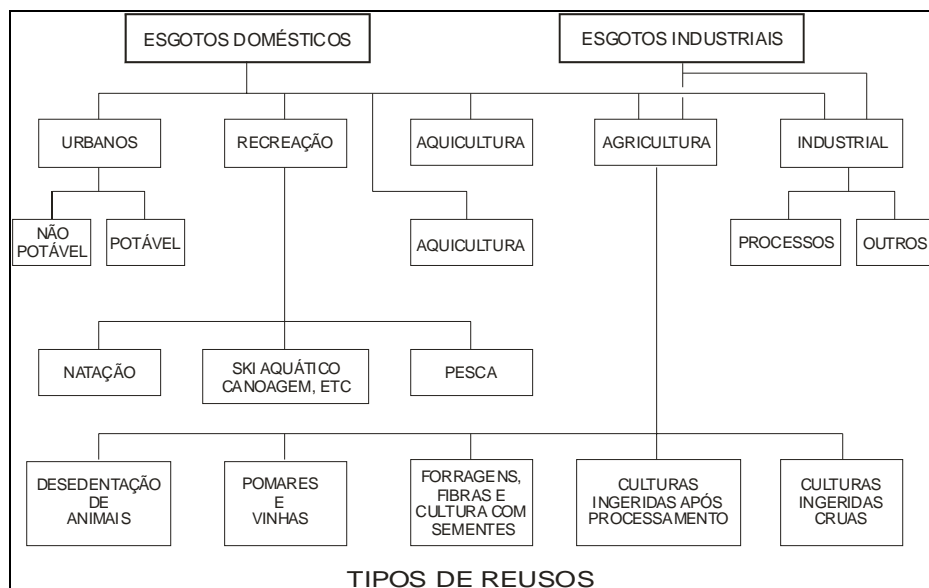 ESGOTOS DOMÉSTICOS
ESGOTOS INDUSTRIAIS
URBANOS
RECREAÇÃO
AQUICULTURA
AGRICULTURA
INDUSTRIAL
NÃO
POTÁVEL
POTÁVEL
AQUICULTURA
PROCESSOS
OUTROS
NATAÇÃO
SKI AQUÁTICO
CANOAGEM, ETC
PESCA
DESEDENTAÇÃO
DE
ANIMAIS
POMARES
E
VINHAS
FORRAGENS,
FIBRAS E
CULTURA COM
SEMENTES
CULTURAS
INGERIDAS APÓS
PROCESSAMENTO
CULTURAS
INGERIDAS
CRUAS
TIPOS DE REUSOS